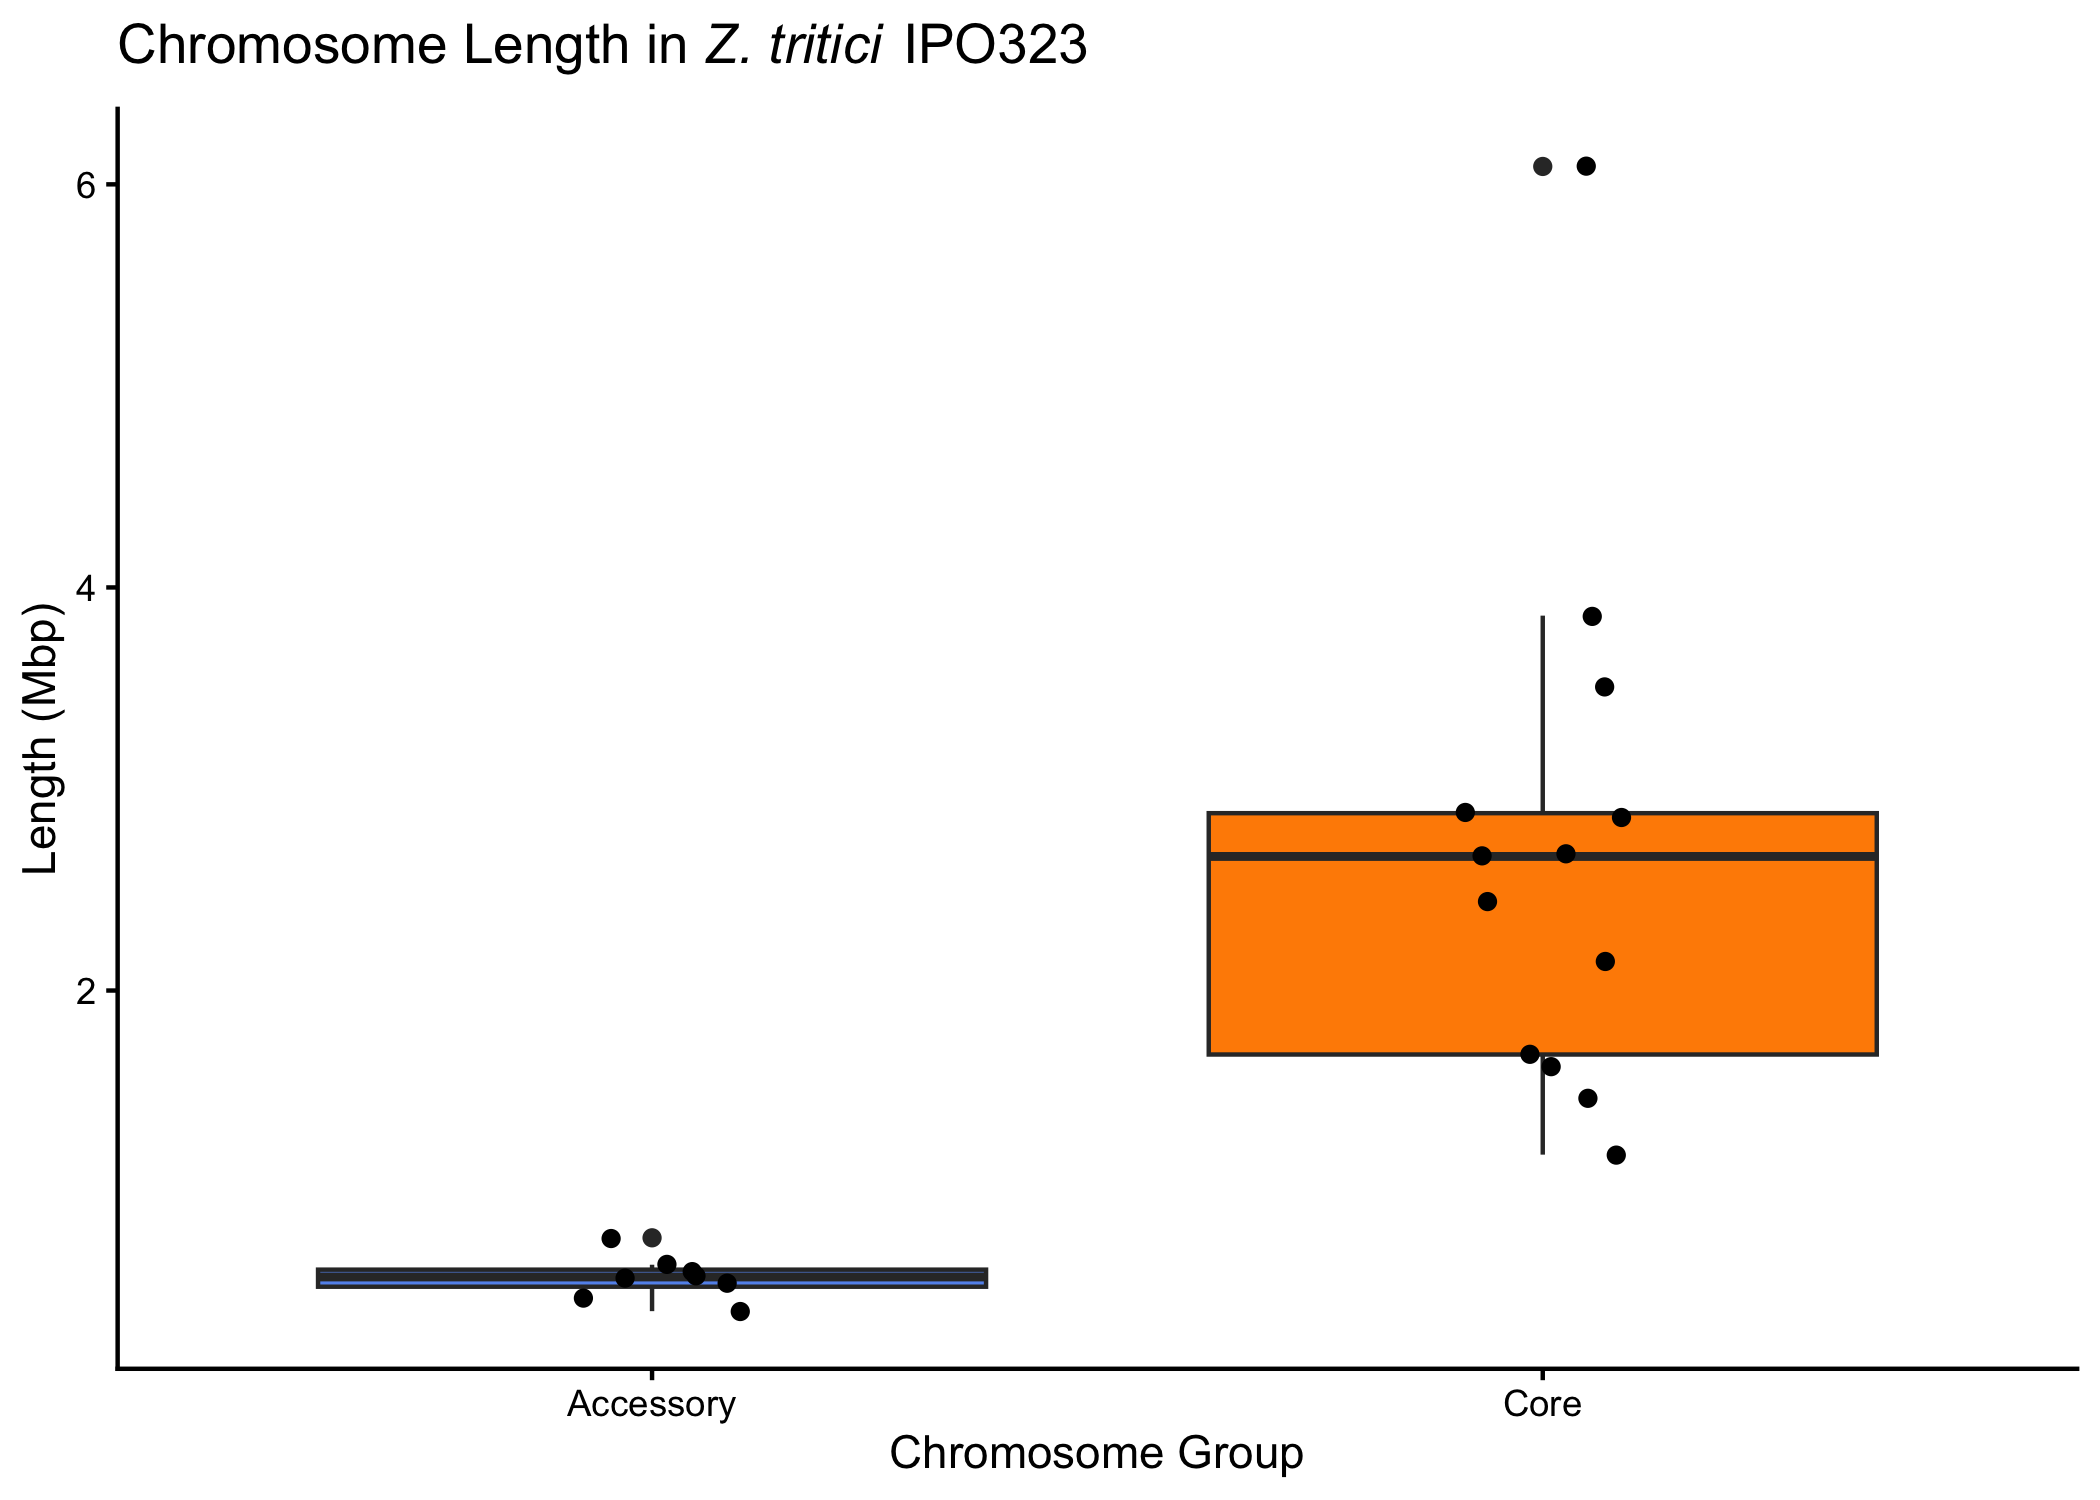 Chromosome Length in Z. tritici IPO323
6
4
2
Length (Mbp)
Accessory
Core
Chromosome Group